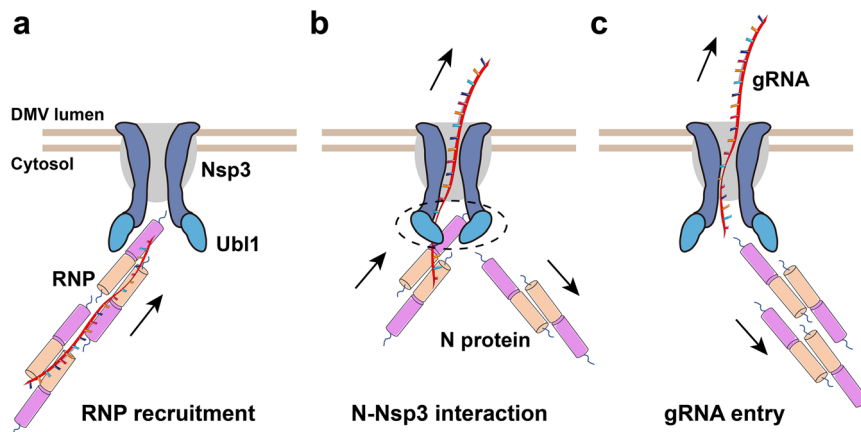 a
b
c
DMV lumen
Cytosol
Nsp3
Ubl1
RNP
N protein
gRNA
RNP recruitment
N-Nsp3 interaction
gRNA entry